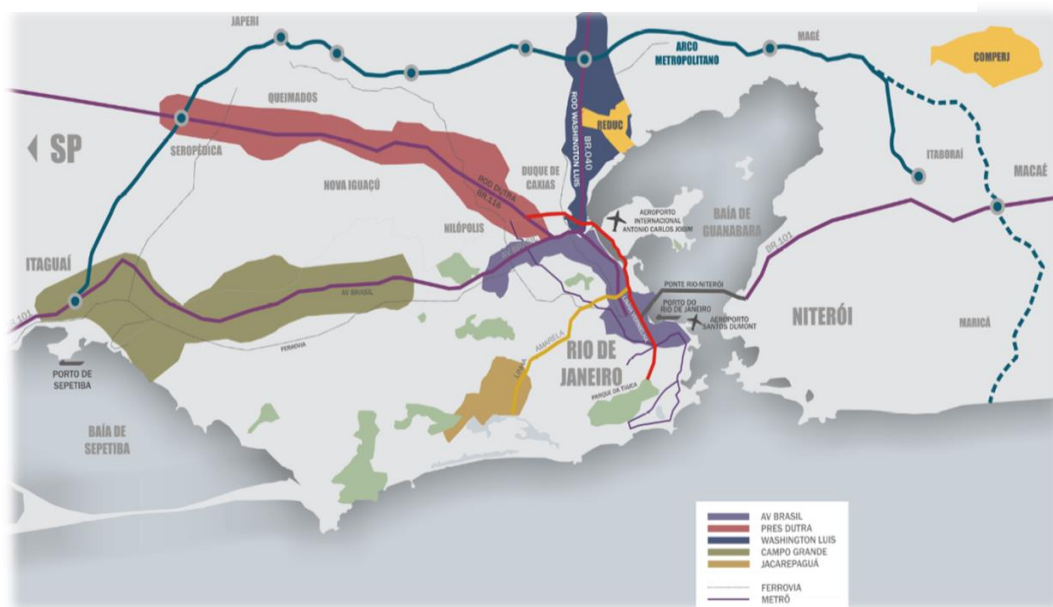 JAPERI
MAGÉ
ARCO
METROPOLITANO
COMPERJ
QUEIMADOS
ROD WASHINGTON LUIS
BR.040
REDUC
SP
SEROPÉDICA
ITABORAÍ
DUQUE DE
CAXIAS
MACAÉ
NOVA IGUAÇÚ
ROD DUTRA
BR.116
AEROPORTO
INTERNACIONAL
ANTONIO CARLOS JOBIM
BAÍA DE
GUANABARA
NILÓPOLIS
BR.101
ITAGUAÍ
AV BRASIL
PONTE RIO-NITERÓI
PORTO DO
RIO DE JANEIRO
AEROPORTO
SANTOS DUMONT
NITERÓI
MARICÁ
BR.101
FERROVIA
LINHA
AMARELA
RIO DE
JANEIRO
PORTO DE
SEPETIBA
PARQUE DA TIJUCA
BAÍA DE
SEPETIBA
AV BRASIL
PRES DUTRA
WASHINGTON LUIS
CAMPO GRANDE
JACAREPAGUÁ
FERROVIA
METRÔ